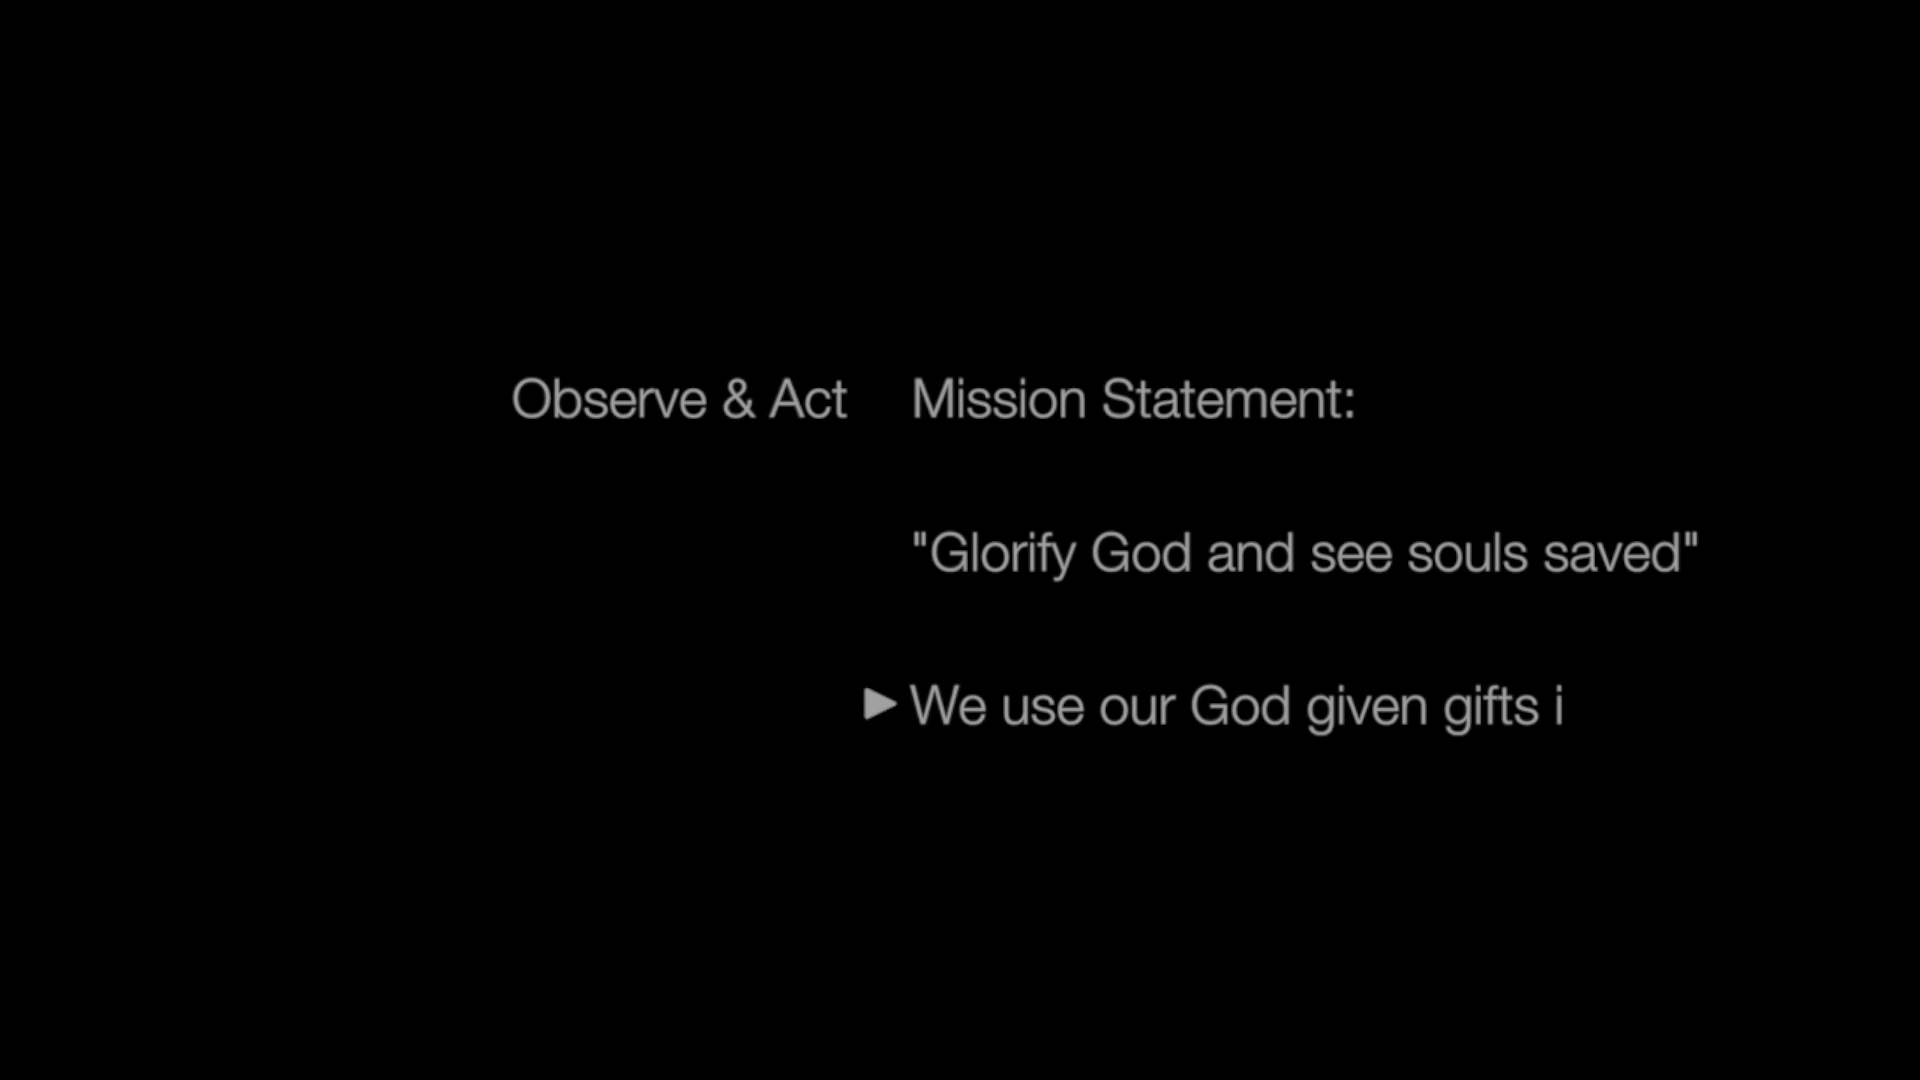 Observe & Act Mission Statement:
"Glorify God and see souls saved"
We use our God given gifts i